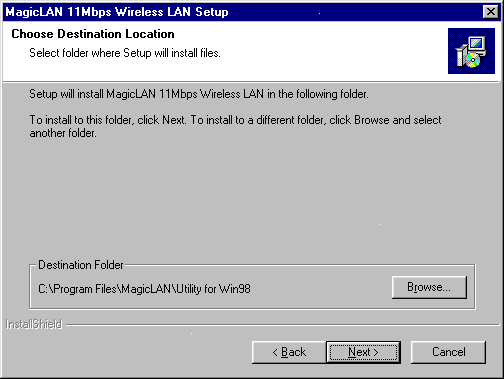 MagicLAN 11Mbps Wireless LAN Setup
Choose Destination Location
Select folder where Setup will install files.
Setup will install MagicLAN 11Mbps Wireless LAN in the following folder.
To install to this folder, click Next. To install to a different folder, click Browse and select
another folder.
Destination Folder
C:\Program Files\MagicLAN\Utility for Win98
Browse...
InstallShield
< Back
Next >
Cancel